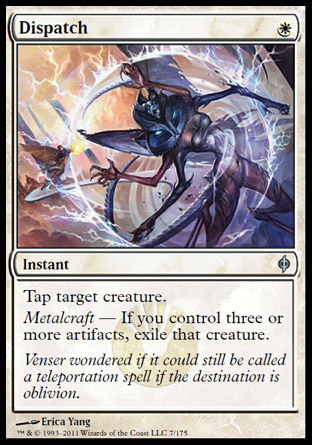 Dispatch
Instant
Tap target creature.
Metalcraft — If you control three or
more artifacts, exile that creature.
Venser wondered if it could still be called
a teleportation spell if the destination is
oblivion.
Erica Yang
™ & © 1993–2011 Wizards of the Coast LLC 7/175